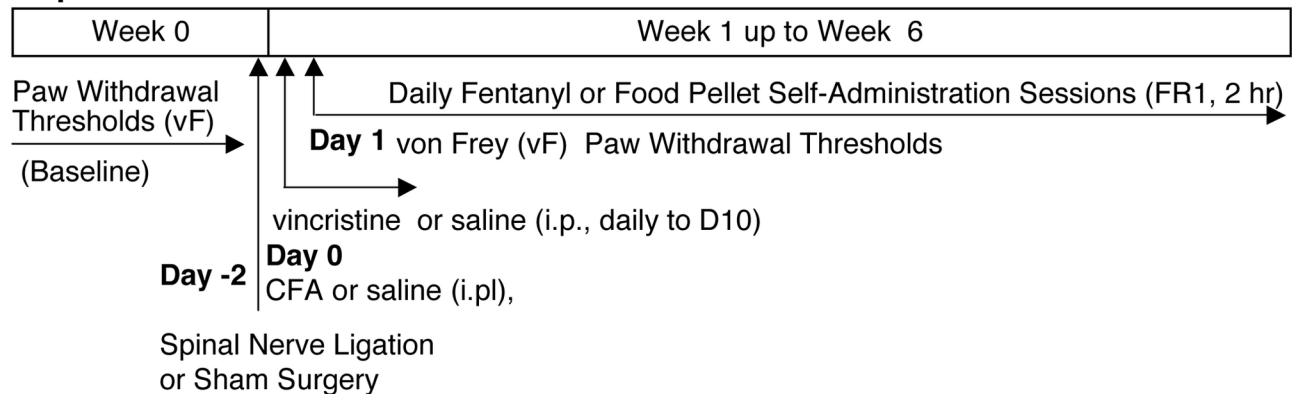 Week 0
Week 1 up to Week 6
Paw Withdrawal
Thresholds (vF)
(Baseline)
Daily Fentanyl or Food Pellet Self-Administration Sessions (FR1, 2 hr)
Day 1 von Frey (vF) Paw Withdrawal Thresholds
vincristine or saline (i.p., daily to D10)
Day 0
Day -2
CFA or saline (i.pl),
Spinal Nerve Ligation
or Sham Surgery